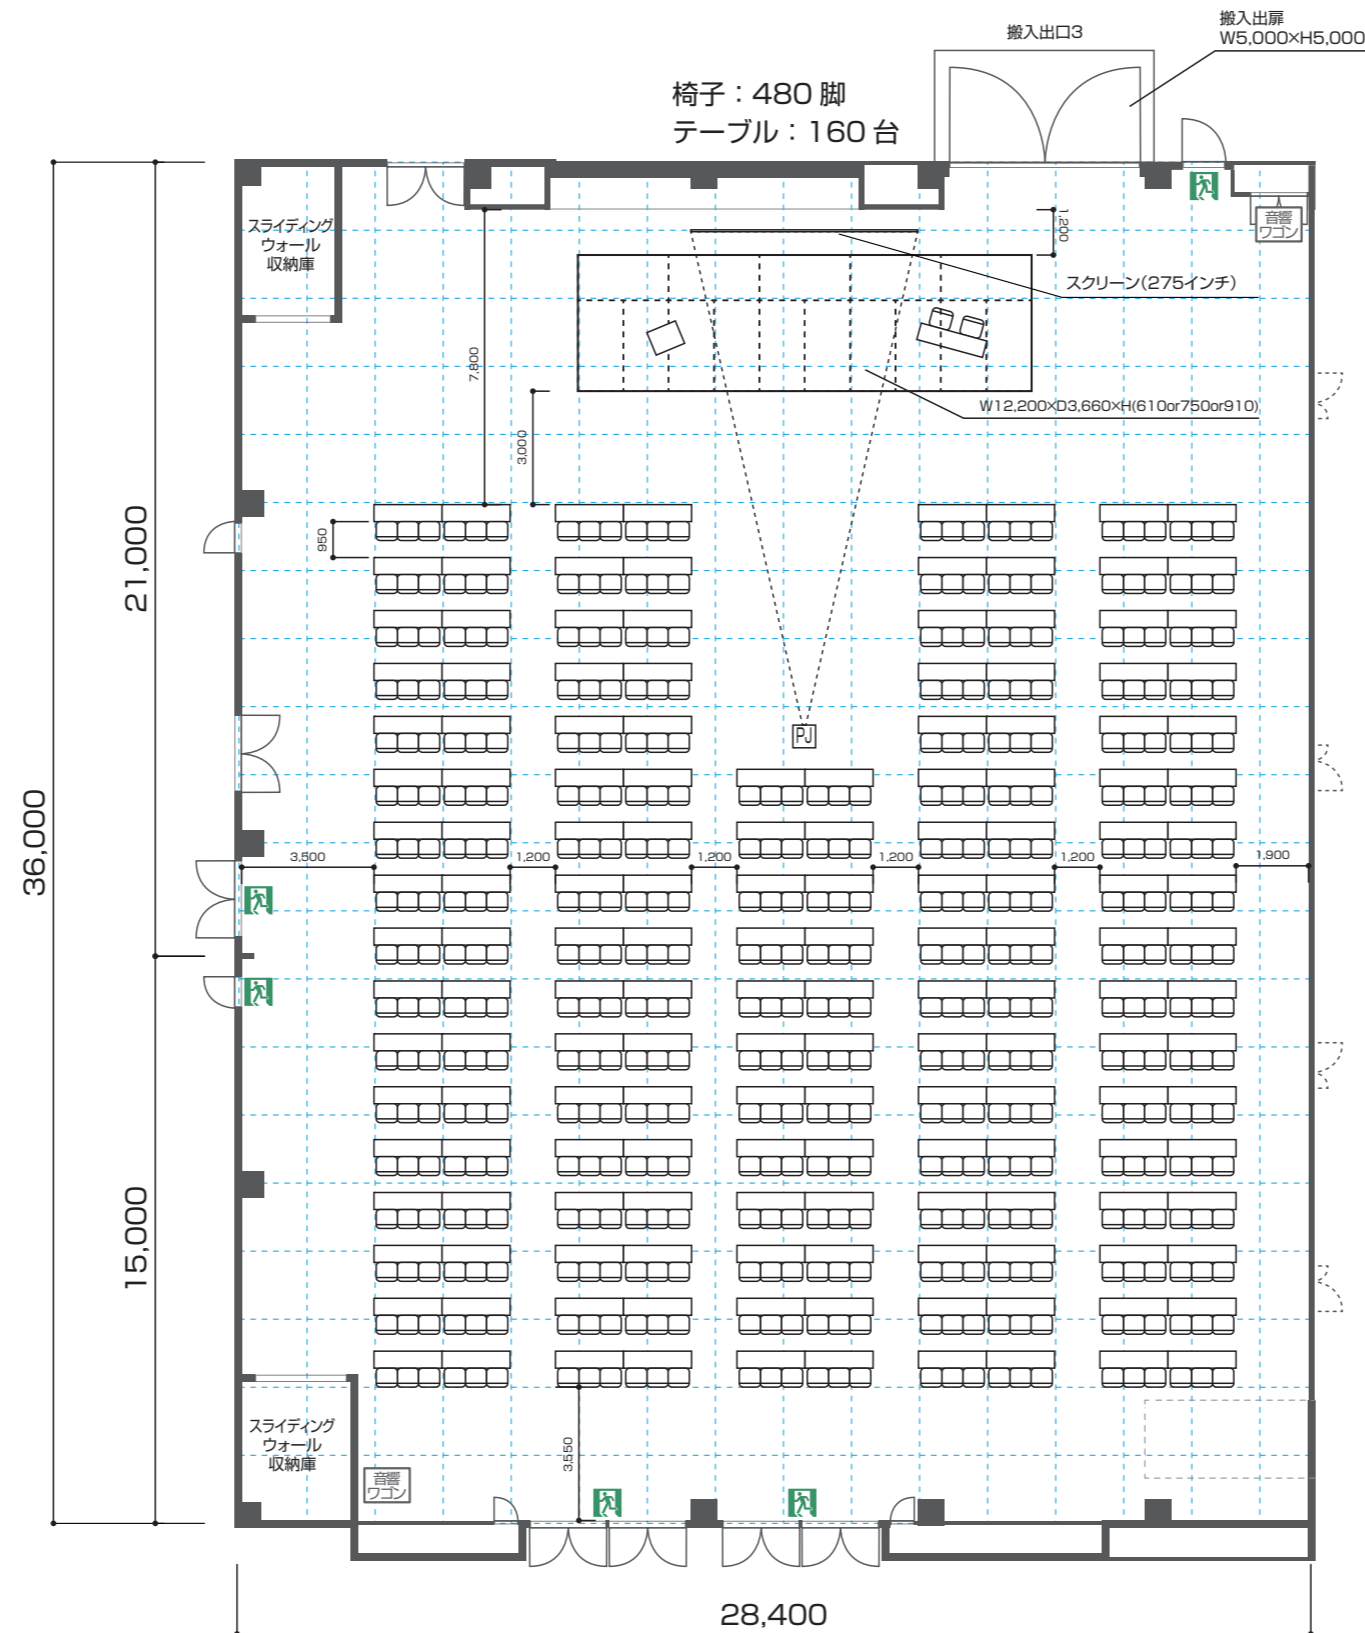 搬入出口3
搬入出扉
W5,000×H5,000
椅子：480 脚
テーブル：160 台
スライディング
ウォール
収納庫
音響
ワゴン
1,200
スクリーン(275インチ)
7,800
W12,200×D3,660×H(610or750or910)
3,000
950
21,000
PJ
36,000
3,500
1,200
1,200
1,200
1,200
1,900
15,000
スライディング
ウォール
収納庫
音響
ワゴン
3,550
28,400